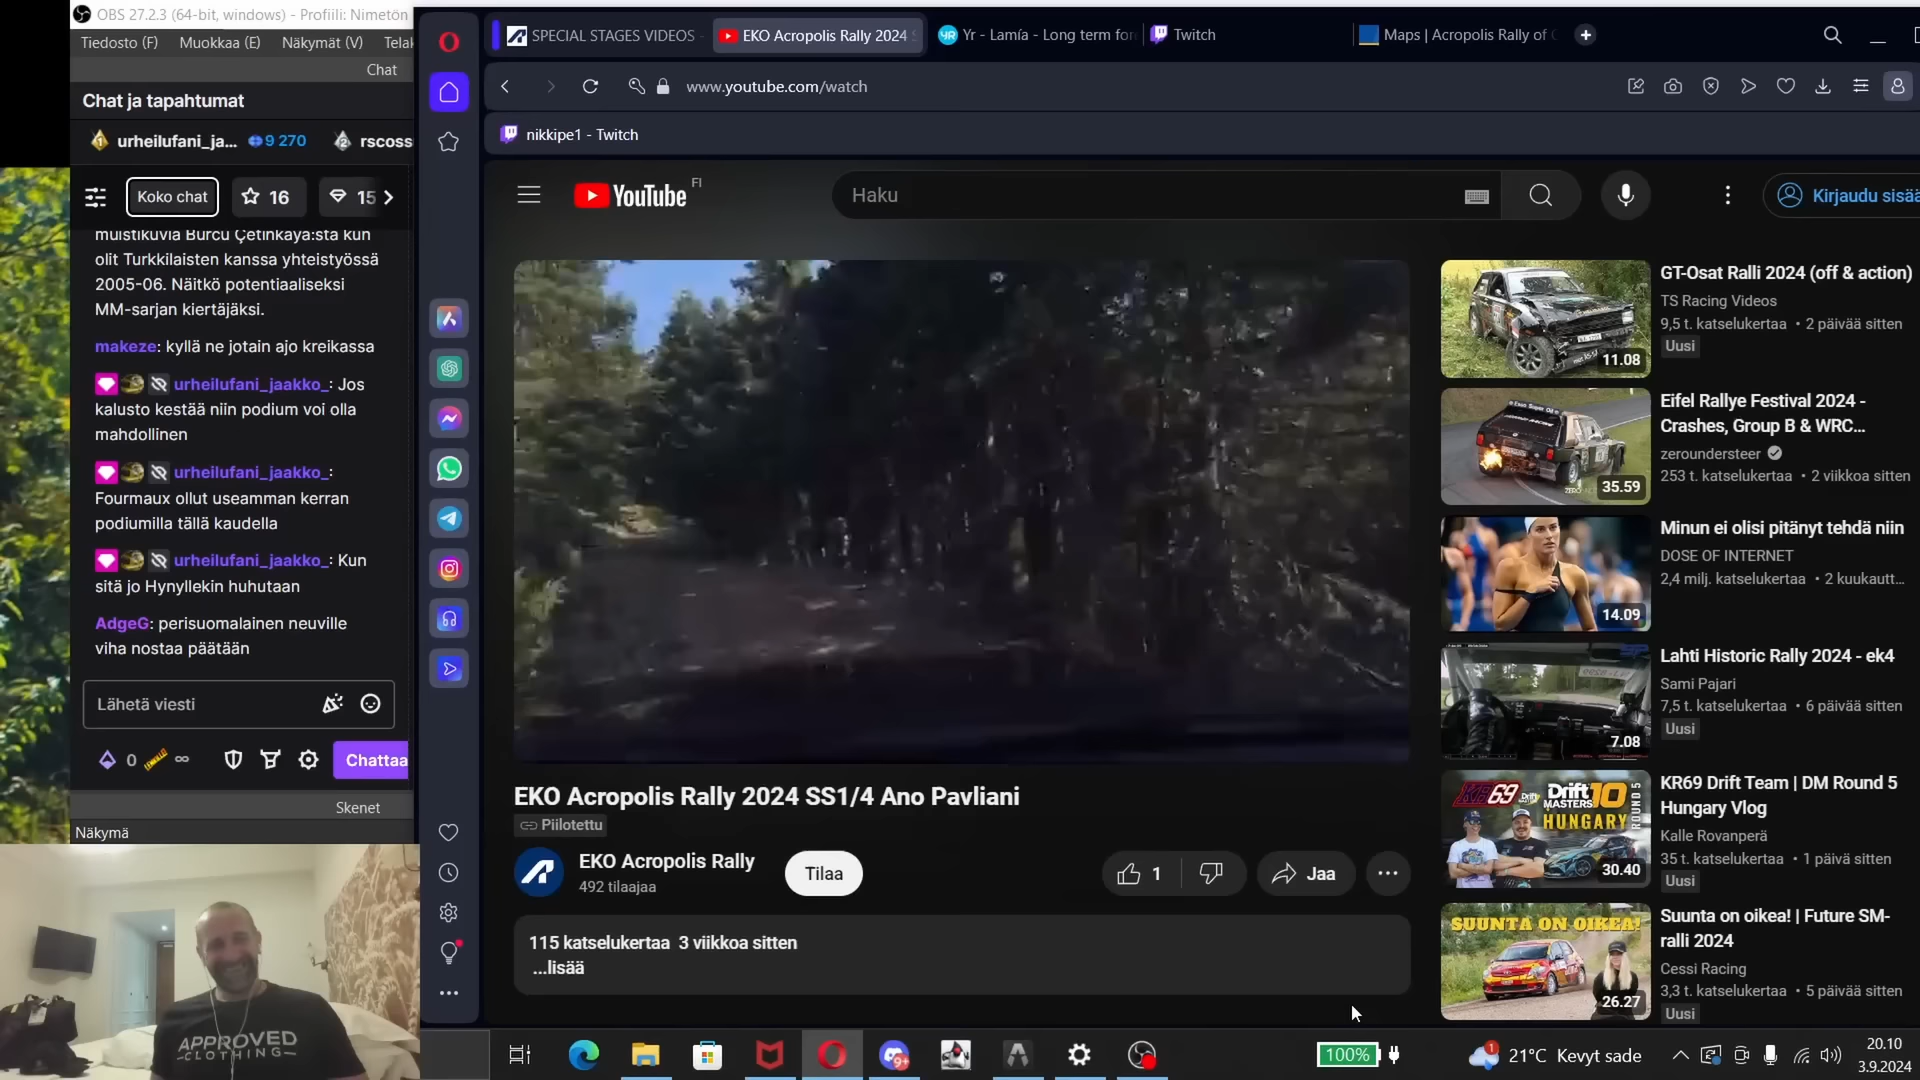 OBS 27.2.3 (64-bit, windows) - Profiili: Nimetön
Tiedosto (F)
Muokkaa (E)
Näkymät (V)
Telak
Chat
Chat ja tapahtumat
urheilufani_ja...
9 270
rscoss
Koko chat
16
15
muistikuvia Burcu Çetinkaya:sta kun
olit Turkkilaisten kanssa yhteistyössä
2005-06. Näitkö potentiaaliseksi
MM-sarjan kiertäjäksi.
makeze: kyllä ne jotain ajo kreikassa
urheilufani_jaakko_: Jos
kalusto kestää niin podium voi olla
mahdollinen
urheilufani_jaakko_:
Fourmaux ollut useamman kerran
podiumilla tällä kaudella
urheilufani_jaakko_: Kun
sitä jo Hynyllekin huhutaan
AdgeG: perisuomalainen neuville
viha nostaa päätään
Lähetä viesti
0
∞
Chattaa
Skenet
Näkymä
APPROVED
CLOTHING
SPECIAL STAGES VIDEOS -
EKO Acropolis Rally 2024 S
Yr - Lamía - Long term for
Twitch
Maps | Acropolis Rally of G
www.youtube.com/watch
nikkipe1 - Twitch
YouTube
FI
Haku
Kirjaudu sisää
EKO Acropolis Rally 2024 SS1/4 Ano Pavliani
Piilotettu
EKO Acropolis Rally
492 tilaajaa
Tilaa
1
Jaa
115 katselukertaa 3 viikkoa sitten
...lisää
GT-Osat Ralli 2024 (off & action)
TS Racing Videos
9,5 t. katselukertaa • 2 päivää sitten
Uusi
11.08
Eifel Rallye Festival 2024 -
Crashes, Group B & WRC...
zeroundersteer
253 t. katselukertaa • 2 viikkoa sitten
35.59
Minun ei olisi pitänyt tehdä niin
DOSE OF INTERNET
2,4 milj. katselukertaa • 2 kuukautt...
14.09
Lahti Historic Rally 2024 - ek4
Sami Pajari
7,5 t. katselukertaa • 6 päivää sitten
Uusi
7.08
KR69 Drift Team | DM Round 5
Hungary Vlog
Kalle Rovanperä
35 t. katselukertaa • 1 päivä sitten
Uusi
KR69
Drift
MASTERS
10
HUNGARY
ROUND 5
30.40
Suunta on oikea! | Future SM-
ralli 2024
Cessi Racing
3,3 t. katselukertaa • 5 päivää sitten
Uusi
SUUNTA ON OIKEA!
26.27
9+
100%
1
21°C Kevyt sade
20.10
3.9.2024